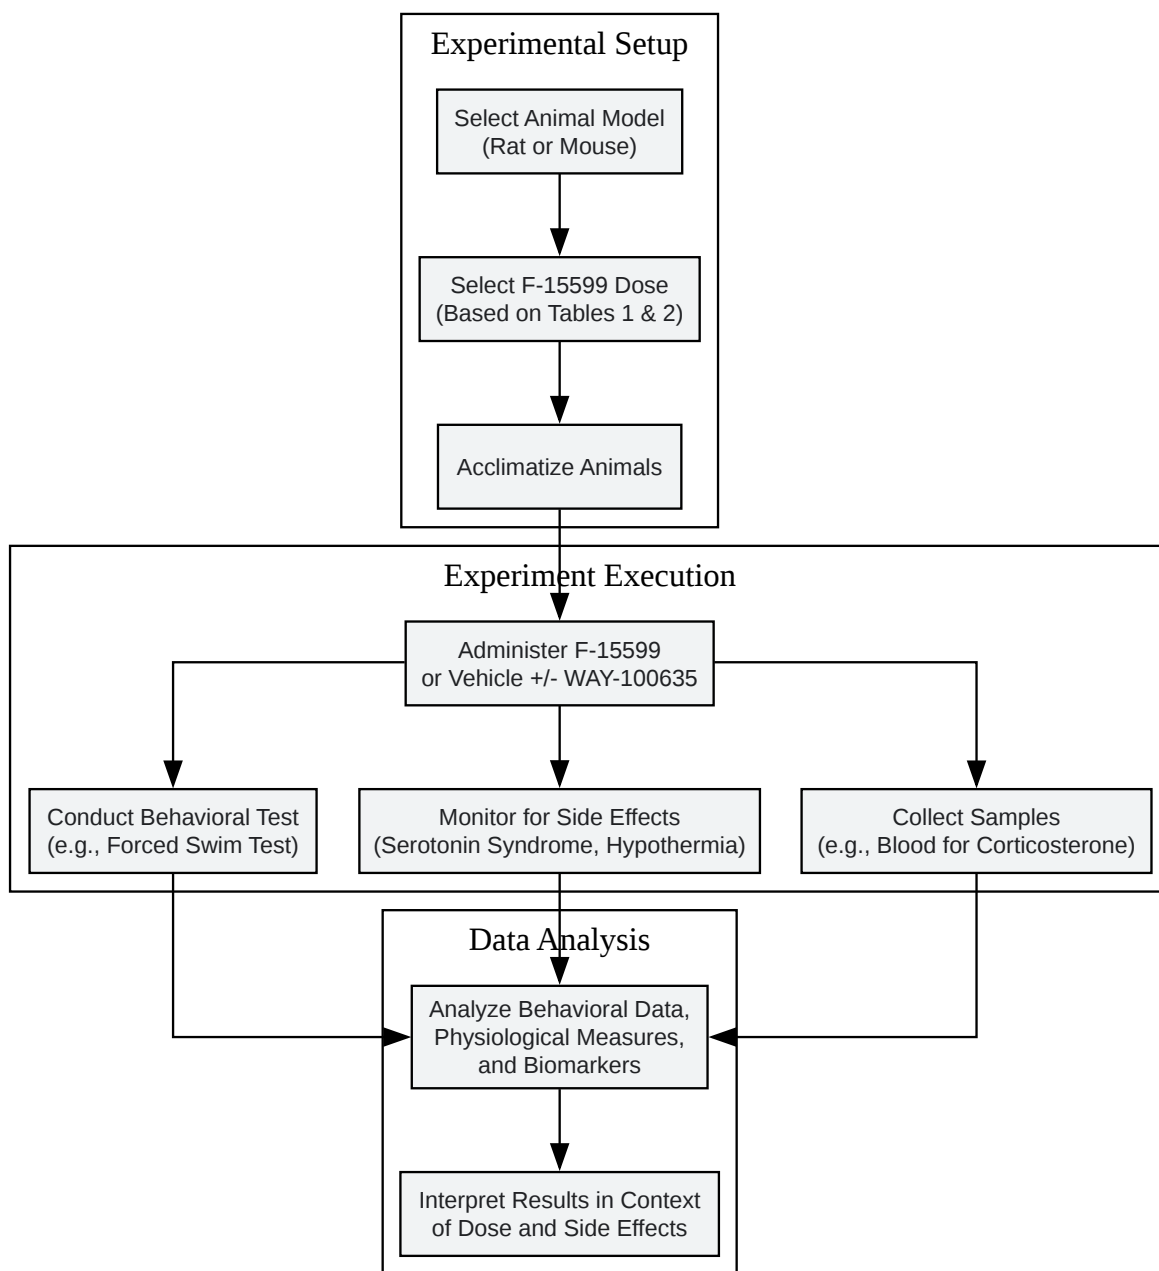 Experimental Setup
Select Animal Model
(Rat or Mouse)
Select F-15599 Dose
(Based on Tables 1 & 2)
Acclimatize Animals
Experiment Execution
Administer F-15599
or Vehicle +/- WAY-100635
Conduct Behavioral Test
(e.g., Forced Swim Test)
Monitor for Side Effects
(Serotonin Syndrome, Hypothermia)
Collect Samples
(e.g., Blood for Corticosterone)
Data Analysis
Analyze Behavioral Data,
Physiological Measures,
and Biomarkers
Interpret Results in Context
of Dose and Side Effects